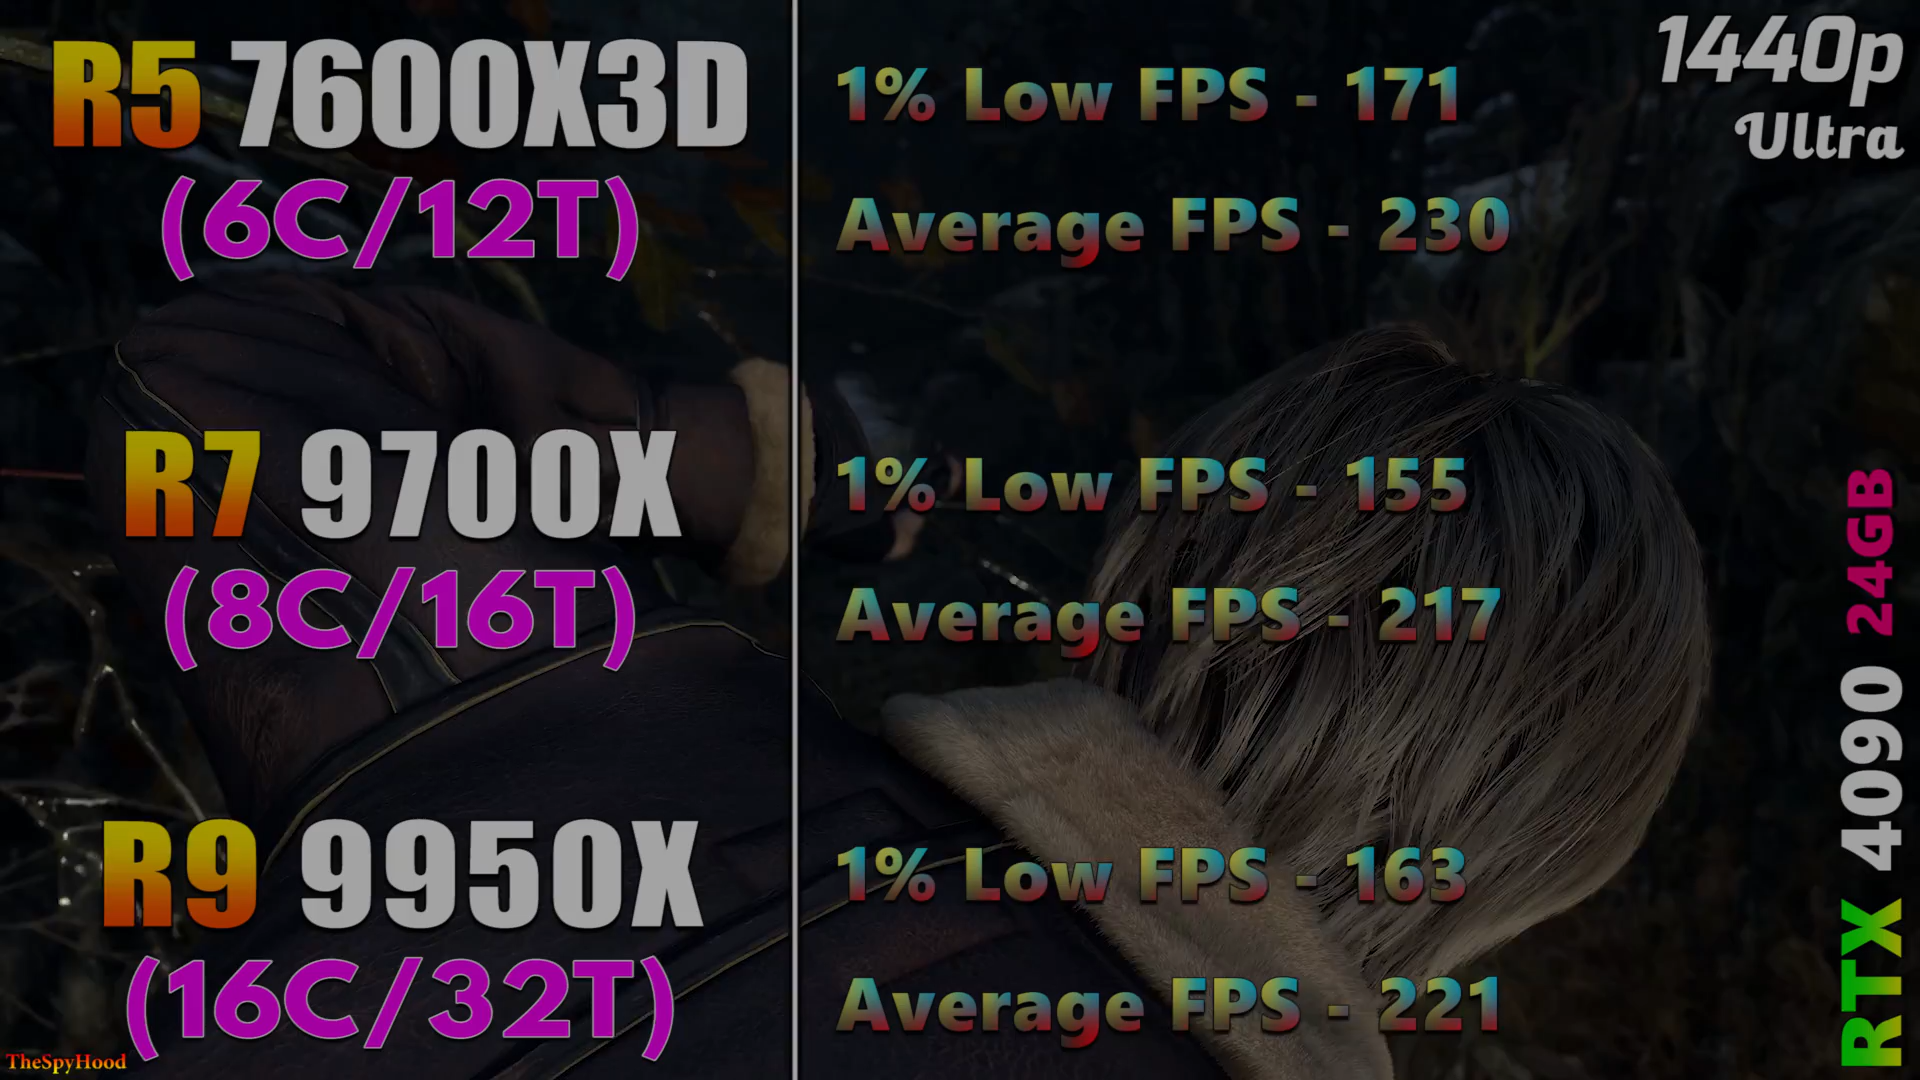 R5 7600X3D
(6C/12T)
1% Low FPS - 171
Average FPS - 230
1440p
Ultra
R7 9700X
(8C/16T)
1% Low FPS - 155
Average FPS - 217
R9 9950X
(16C/32T)
1% Low FPS - 163
Average FPS - 221
RTX 4090 24GB
TheSpyHood